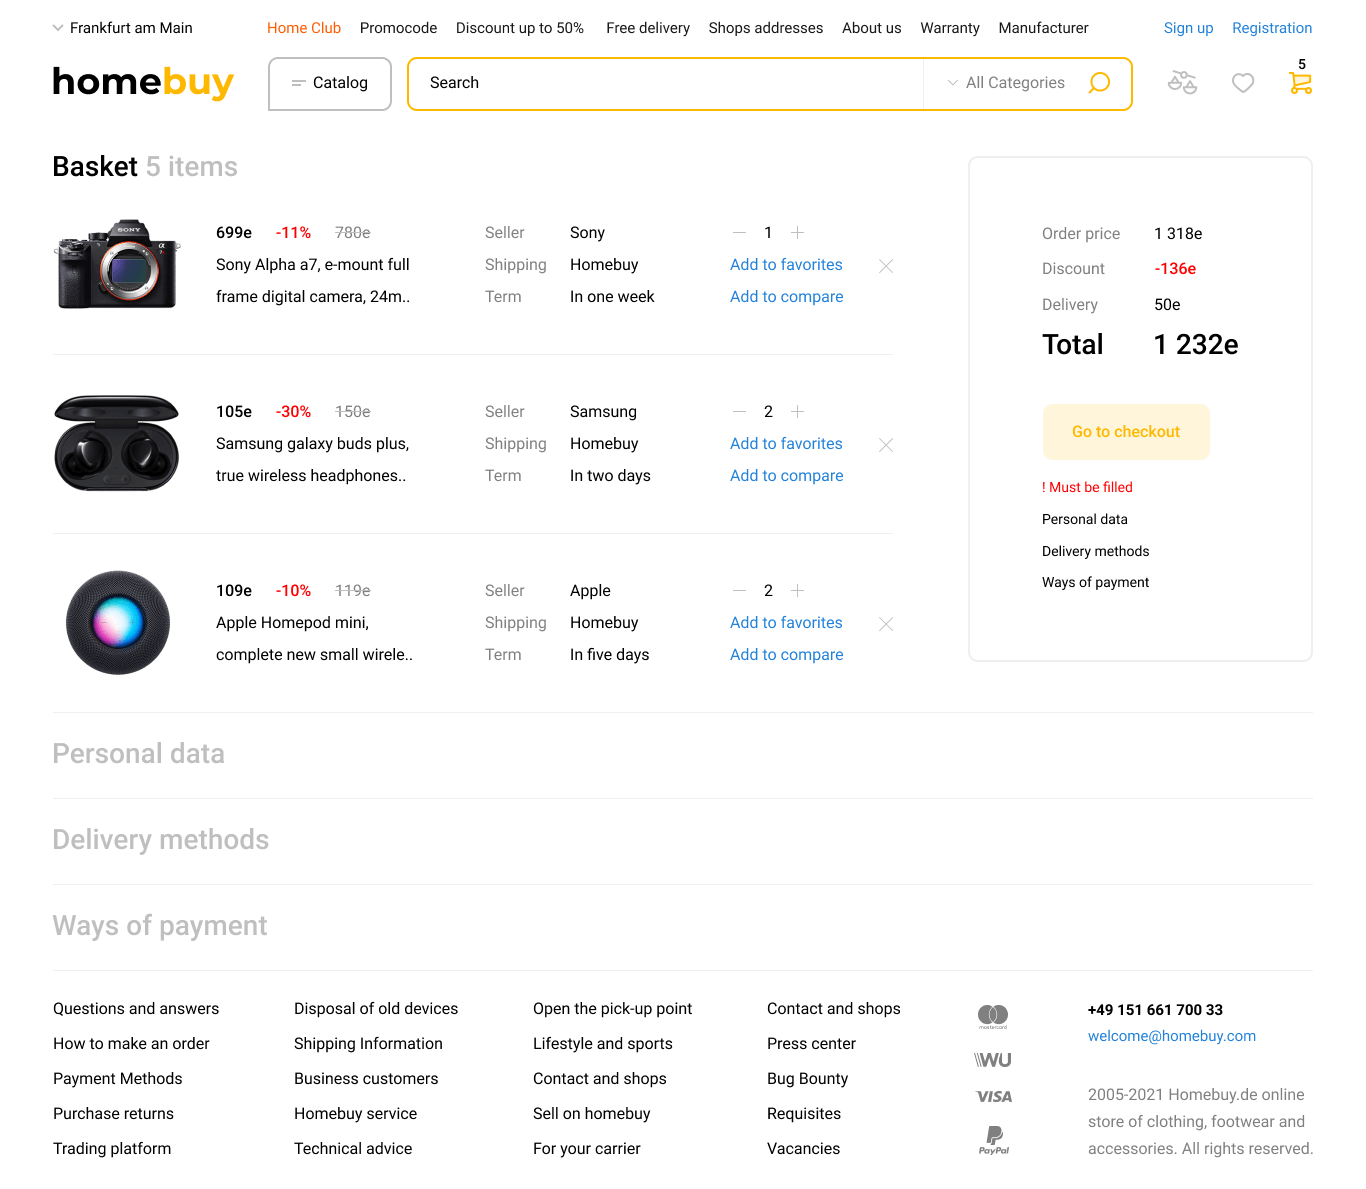 Frankfurt am Main
Home Club Promocode Discount up to 50% Free delivery Shops addresses About us Warranty Manufacturer
Sign up Registration
homebuy
Catalog
Search
All Categories
5
Basket 5 items
SONY
α
699e -11% 780e
Sony Alpha a7, e-mount full
frame digital camera, 24m..
Seller Sony
Shipping Homebuy
Term In one week
1
Add to favorites
Add to compare
105e -30% 150e
Samsung galaxy buds plus,
true wireless headphones..
Seller Samsung
Shipping Homebuy
Term In two days
2
Add to favorites
Add to compare
109e -10% 119e
Apple Homepod mini,
complete new small wirele..
Seller Apple
Shipping Homebuy
Term In five days
2
Add to favorites
Add to compare
Order price 1 318e
Discount -136e
Delivery 50e
Total 1 232e
Go to checkout
! Must be filled
Personal data
Delivery methods
Ways of payment
Personal data
Delivery methods
Ways of payment
Questions and answers
How to make an order
Payment Methods
Purchase returns
Trading platform
Disposal of old devices
Shipping Information
Business customers
Homebuy service
Technical advice
Open the pick-up point
Lifestyle and sports
Contact and shops
Sell on homebuy
For your carrier
Contact and shops
Press center
Bug Bounty
Requisites
Vacancies
mastercard
WU
VISA
PayPal
+49 151 661 700 33
welcome@homebuy.com
2005-2021 Homebuy.de online
store of clothing, footwear and
accessories. All rights reserved.